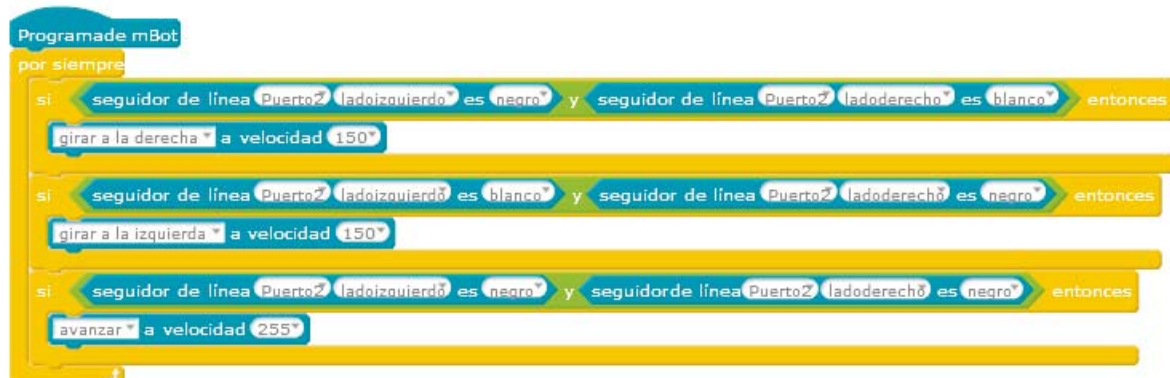 Programade mBot
por siempre
si seguidor de línea Puerto2 ladoizquierdo es negro y seguidor de línea Puerto2 ladoderecho es blanco entonces
girar a la derecha a velocidad 150
si seguidor de línea Puerto2 ladoizquierdo es blanco y seguidor de línea Puerto2 ladoderecho es negro entonces
girar a la izquierda a velocidad 150
si seguidor de línea Puerto2 ladoizquierdo es negro y seguidorde línea Puerto2 ladoderecho es negro entonces
avanzar a velocidad 255